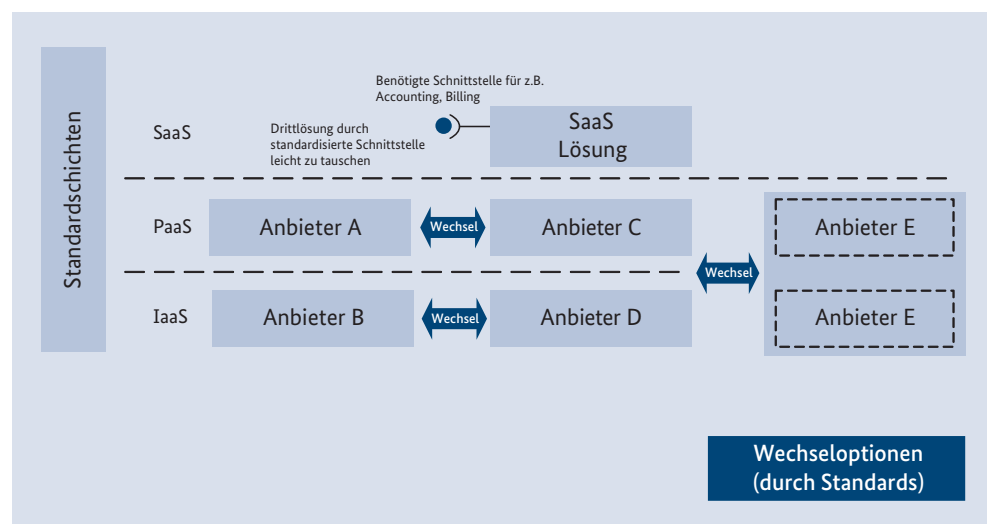 Standardschichten
Benötigte Schnittstelle für z.B.
Accounting, Billing
SaaS
Drittlösung durch
standardisierte Schnittstelle
leicht zu tauschen
SaaS
Lösung
PaaS
Anbieter A
Wechsel
Anbieter C
Anbieter E
Wechsel
IaaS
Anbieter B
Wechsel
Anbieter D
Anbieter E
Wechseloptionen
(durch Standards)